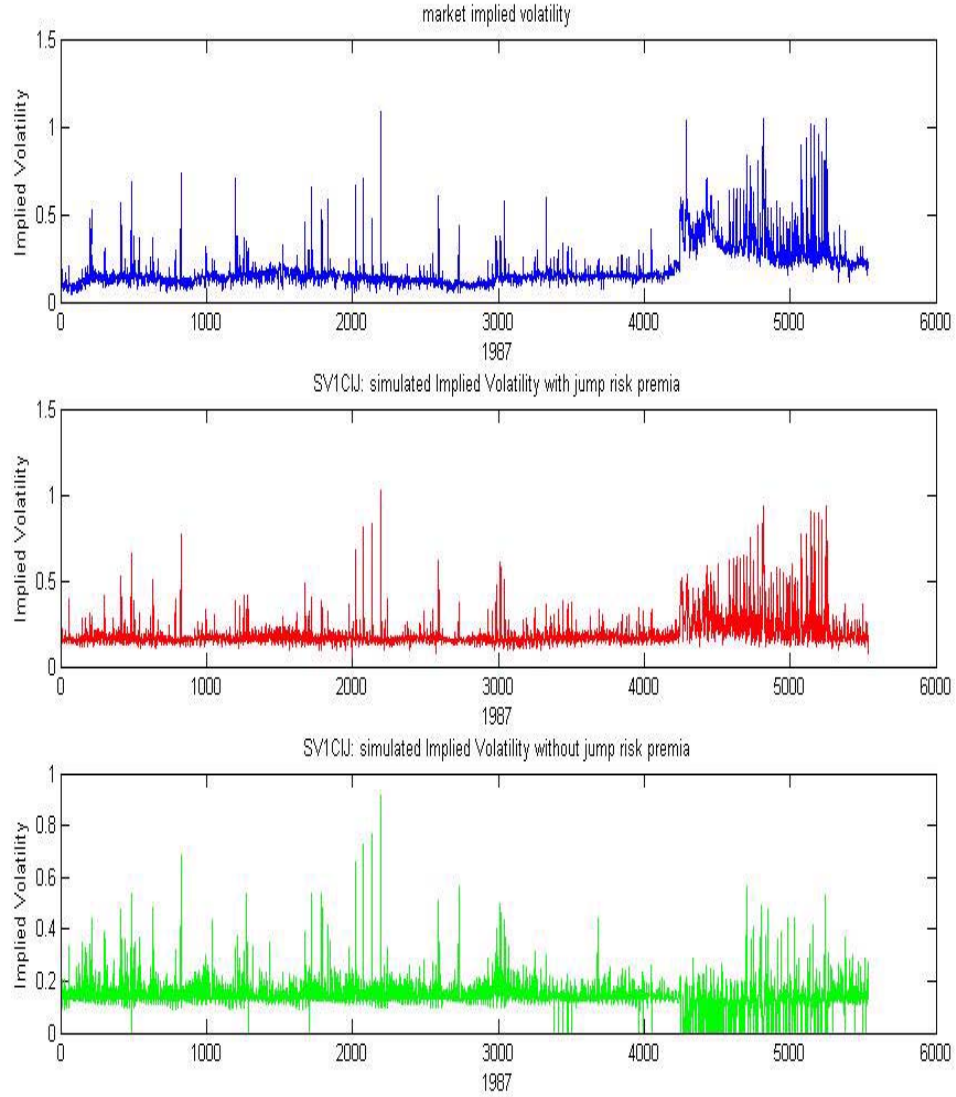 market implied volatility
1.5
1
0.5
0
Implied Volatility
0 1000 2000 3000 4000 5000 6000
1987
SV1CIJ: simulated Implied Volatility with jump risk premia
1.5
1
0.5
0
Implied Volatility
0 1000 2000 3000 4000 5000 6000
1987
SV1CIJ: simulated Implied Volatility without jump risk premia
1
0.8
0.6
0.4
0.2
0
Implied Volatility
0 1000 2000 3000 4000 5000 6000
1987